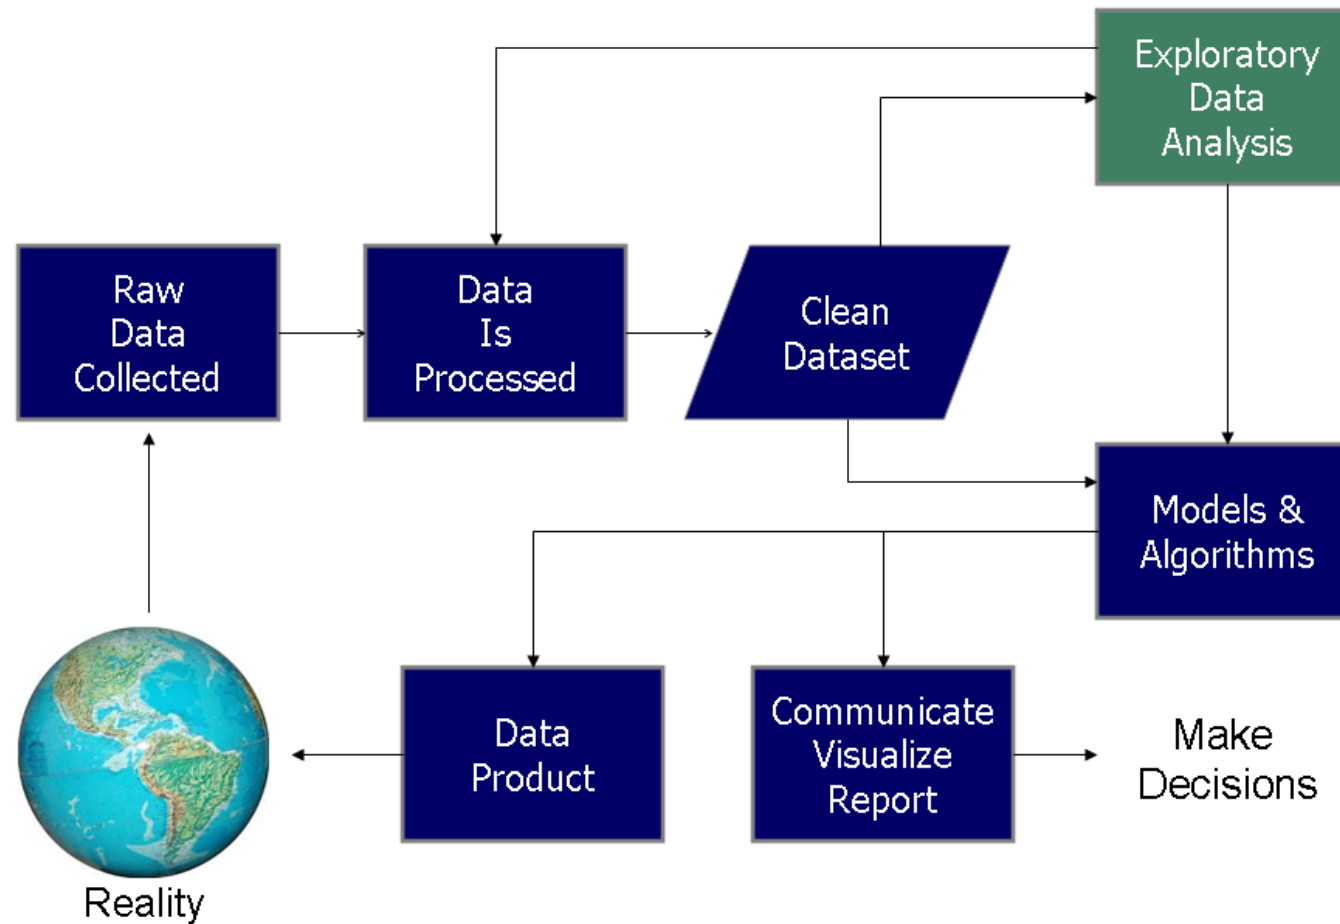 Exploratory
Data
Analysis
Raw
Data
Collected
Data
Is
Processed
Clean
Dataset
Models &
Algorithms
Data
Product
Communicate
Visualize
Report
Make
Decisions
Reality